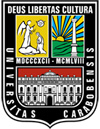 DEUS LIBERTAS CULTURA
MDCCCXCII - MCMLVIII
UNIVERSITAS
CARABOBENSIS